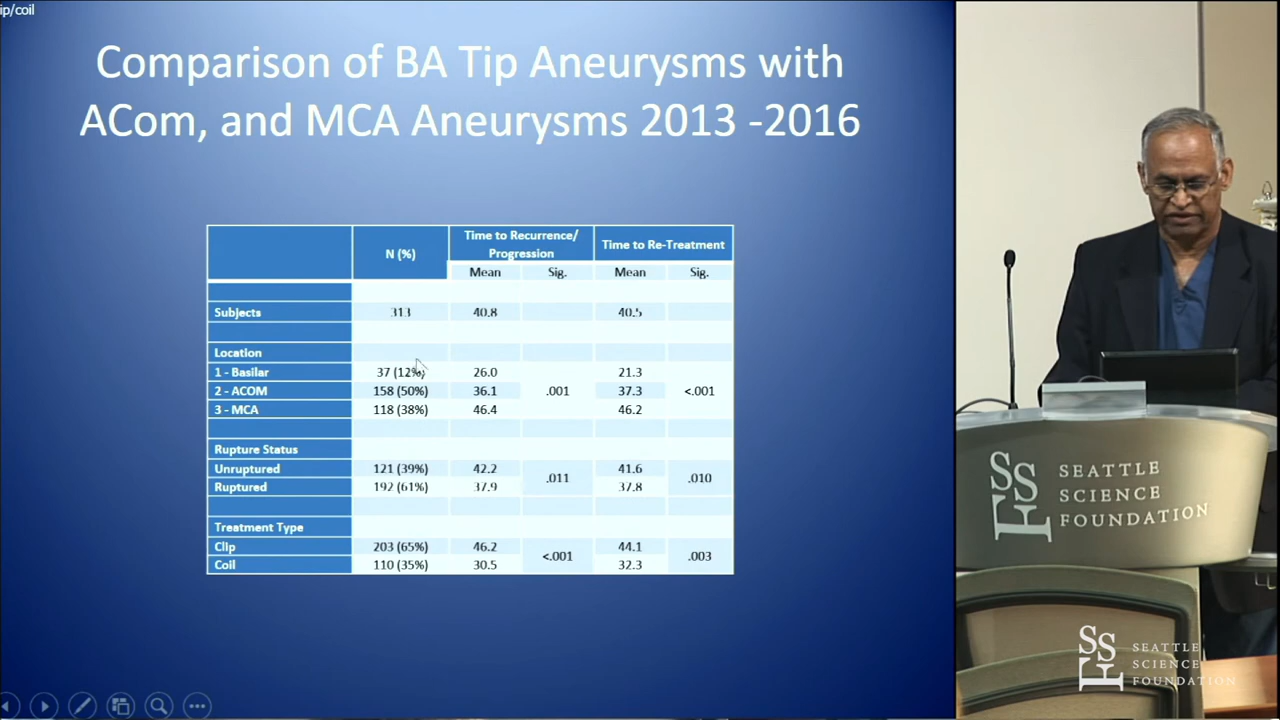 ip/coil
Comparison of BA Tip Aneurysms with
ACom, and MCA Aneurysms 2013 -2016
N (%)
Time to Recurrence/
Progression
Time to Re-Treatment
Mean Sig. Mean Sig.
Subjects 313 40.8 40.5
Location
1 - Basilar 37 (12%) 26.0 21.3
2 - ACOM 158 (50%) 36.1 .001 37.3 <.001
3 - MCA 118 (38%) 46.4 46.2
Rupture Status
Unruptured 121 (39%) 42.2 41.6
.011 .010
Ruptured 192 (61%) 37.9 37.8
Treatment Type
Clip 203 (65%) 46.2 44.1
<.001 .003
Coil 110 (35%) 30.5 32.3
SSF
SEATTLE
SCIENCE
FOUNDATION
SSF
SEATTLE
SCIENCE
FOUNDATION